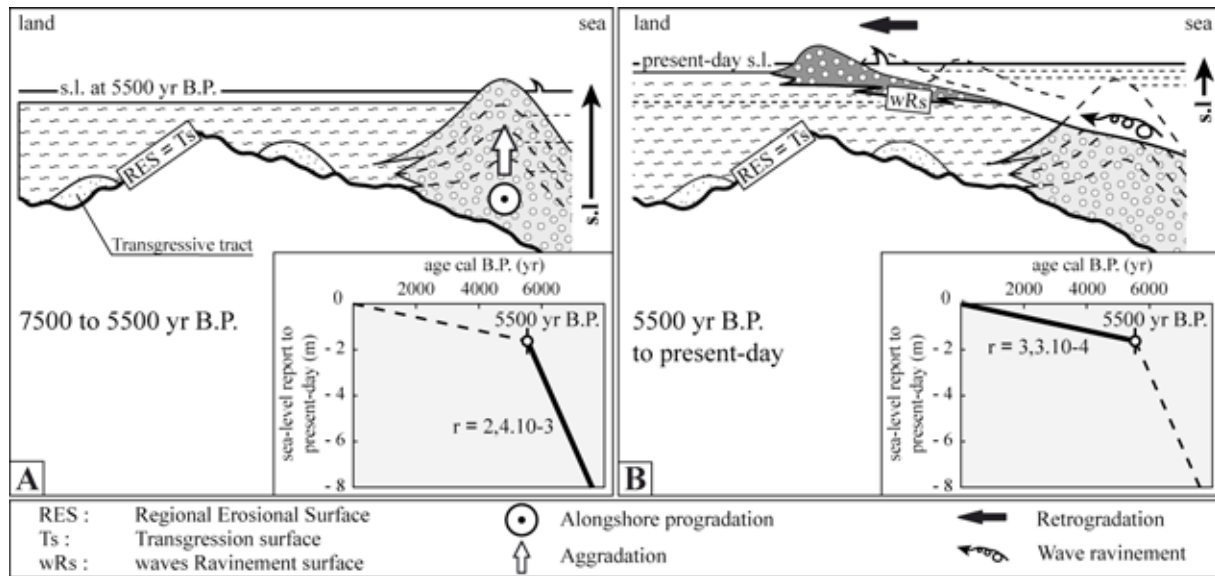 land
sea
s.l. at 5500 yr B.P.
RES = Ts
s.l
Transgressive tract
7500 to 5500 yr B.P.
age cal B.P. (yr)
2000 4000 6000
0
5500 yr B.P.
- 2
- 4
- 6
- 8
sea-level report to
present-day (m)
r = 2,4.10-3
A
land
sea
present-day s.l.
wRs
RES = Ts
s.l
5500 yr B.P.
to present-day
age cal B.P. (yr)
2000 4000 6000
0
5500 yr B.P.
- 2
- 4
- 6
- 8
sea-level report to
present-day (m)
r = 3,3.10-4
B
RES : Regional Erosional Surface
Ts : Transgression surface
wRs : waves Ravinement surface
Alongshore progradation
Aggradation
Retrogradation
Wave ravinement